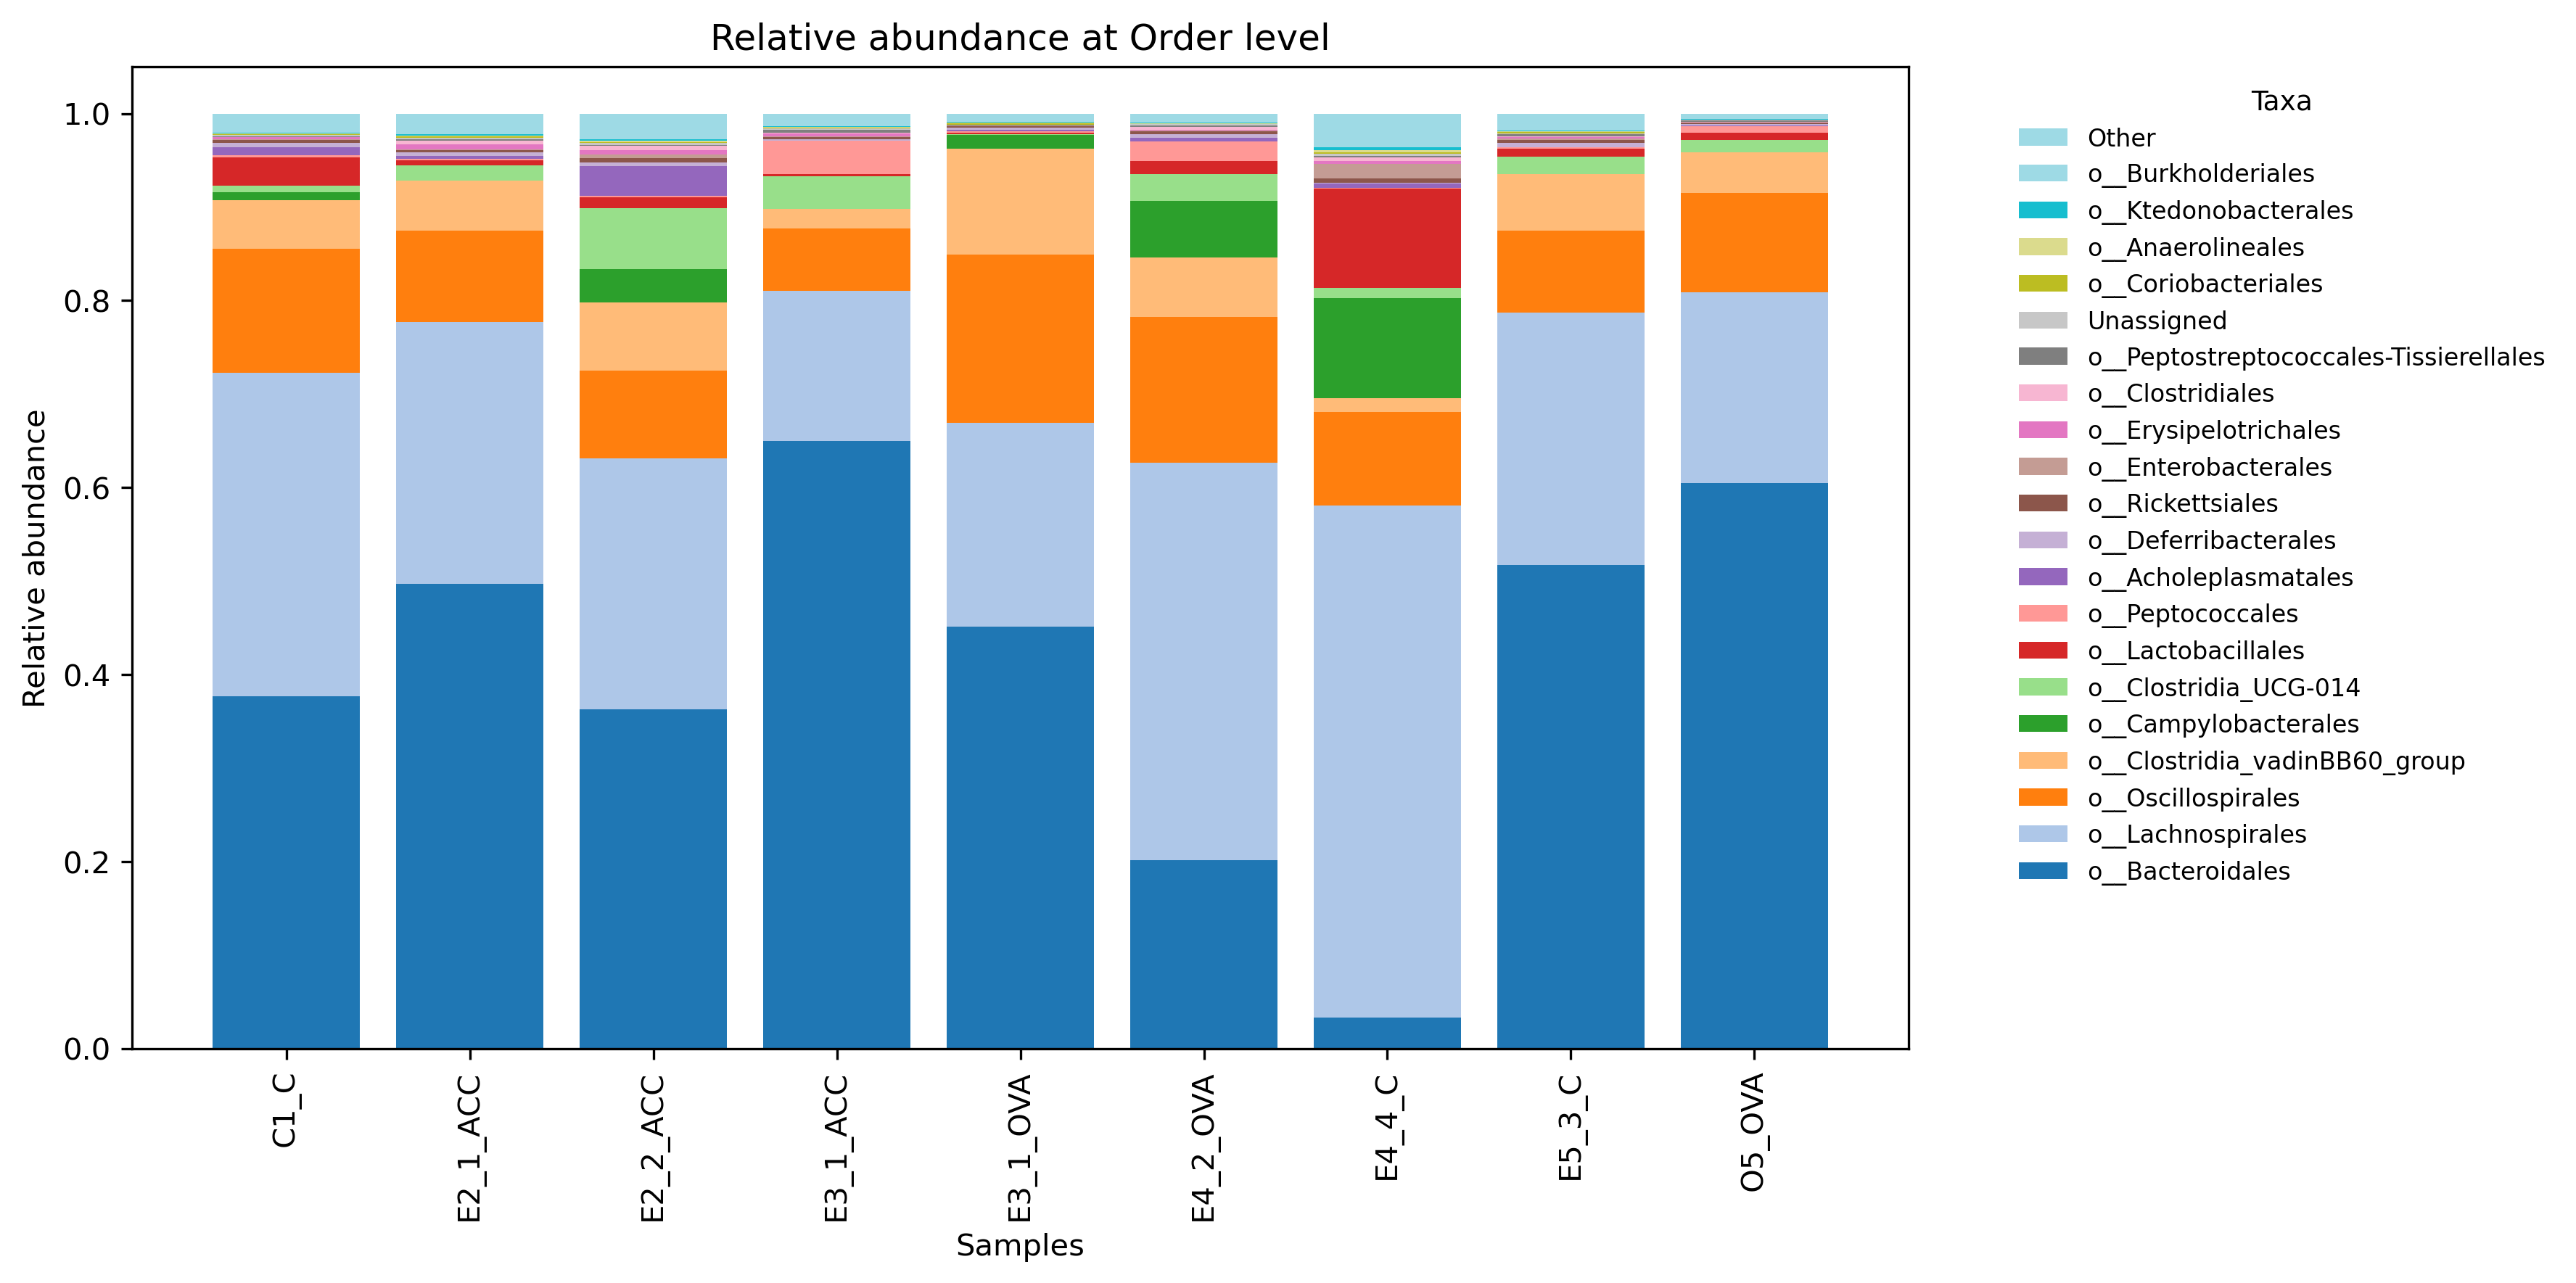 Relative abundance at Order level
Relative abundance
1.0
0.8
0.6
0.4
0.2
0.0
C1_C
E2_1_ACC
E2_2_ACC
E3_1_ACC
E3_1_OVA
E4_2_OVA
E4_4_C
E5_3_C
O5_OVA
Samples
Taxa
Other
o__Burkholderiales
o__Ktedonobacterales
o__Anaerolineales
o__Coriobacteriales
Unassigned
o__Peptostreptococcales-Tissierellales
o__Clostridiales
o__Erysipelotrichales
o__Enterobacterales
o__Rickettsiales
o__Deferribacterales
o__Acholeplasmatales
o__Peptococcales
o__Lactobacillales
o__Clostridia_UCG-014
o__Campylobacterales
o__Clostridia_vadinBB60_group
o__Oscillospirales
o__Lachnospirales
o__Bacteroidales